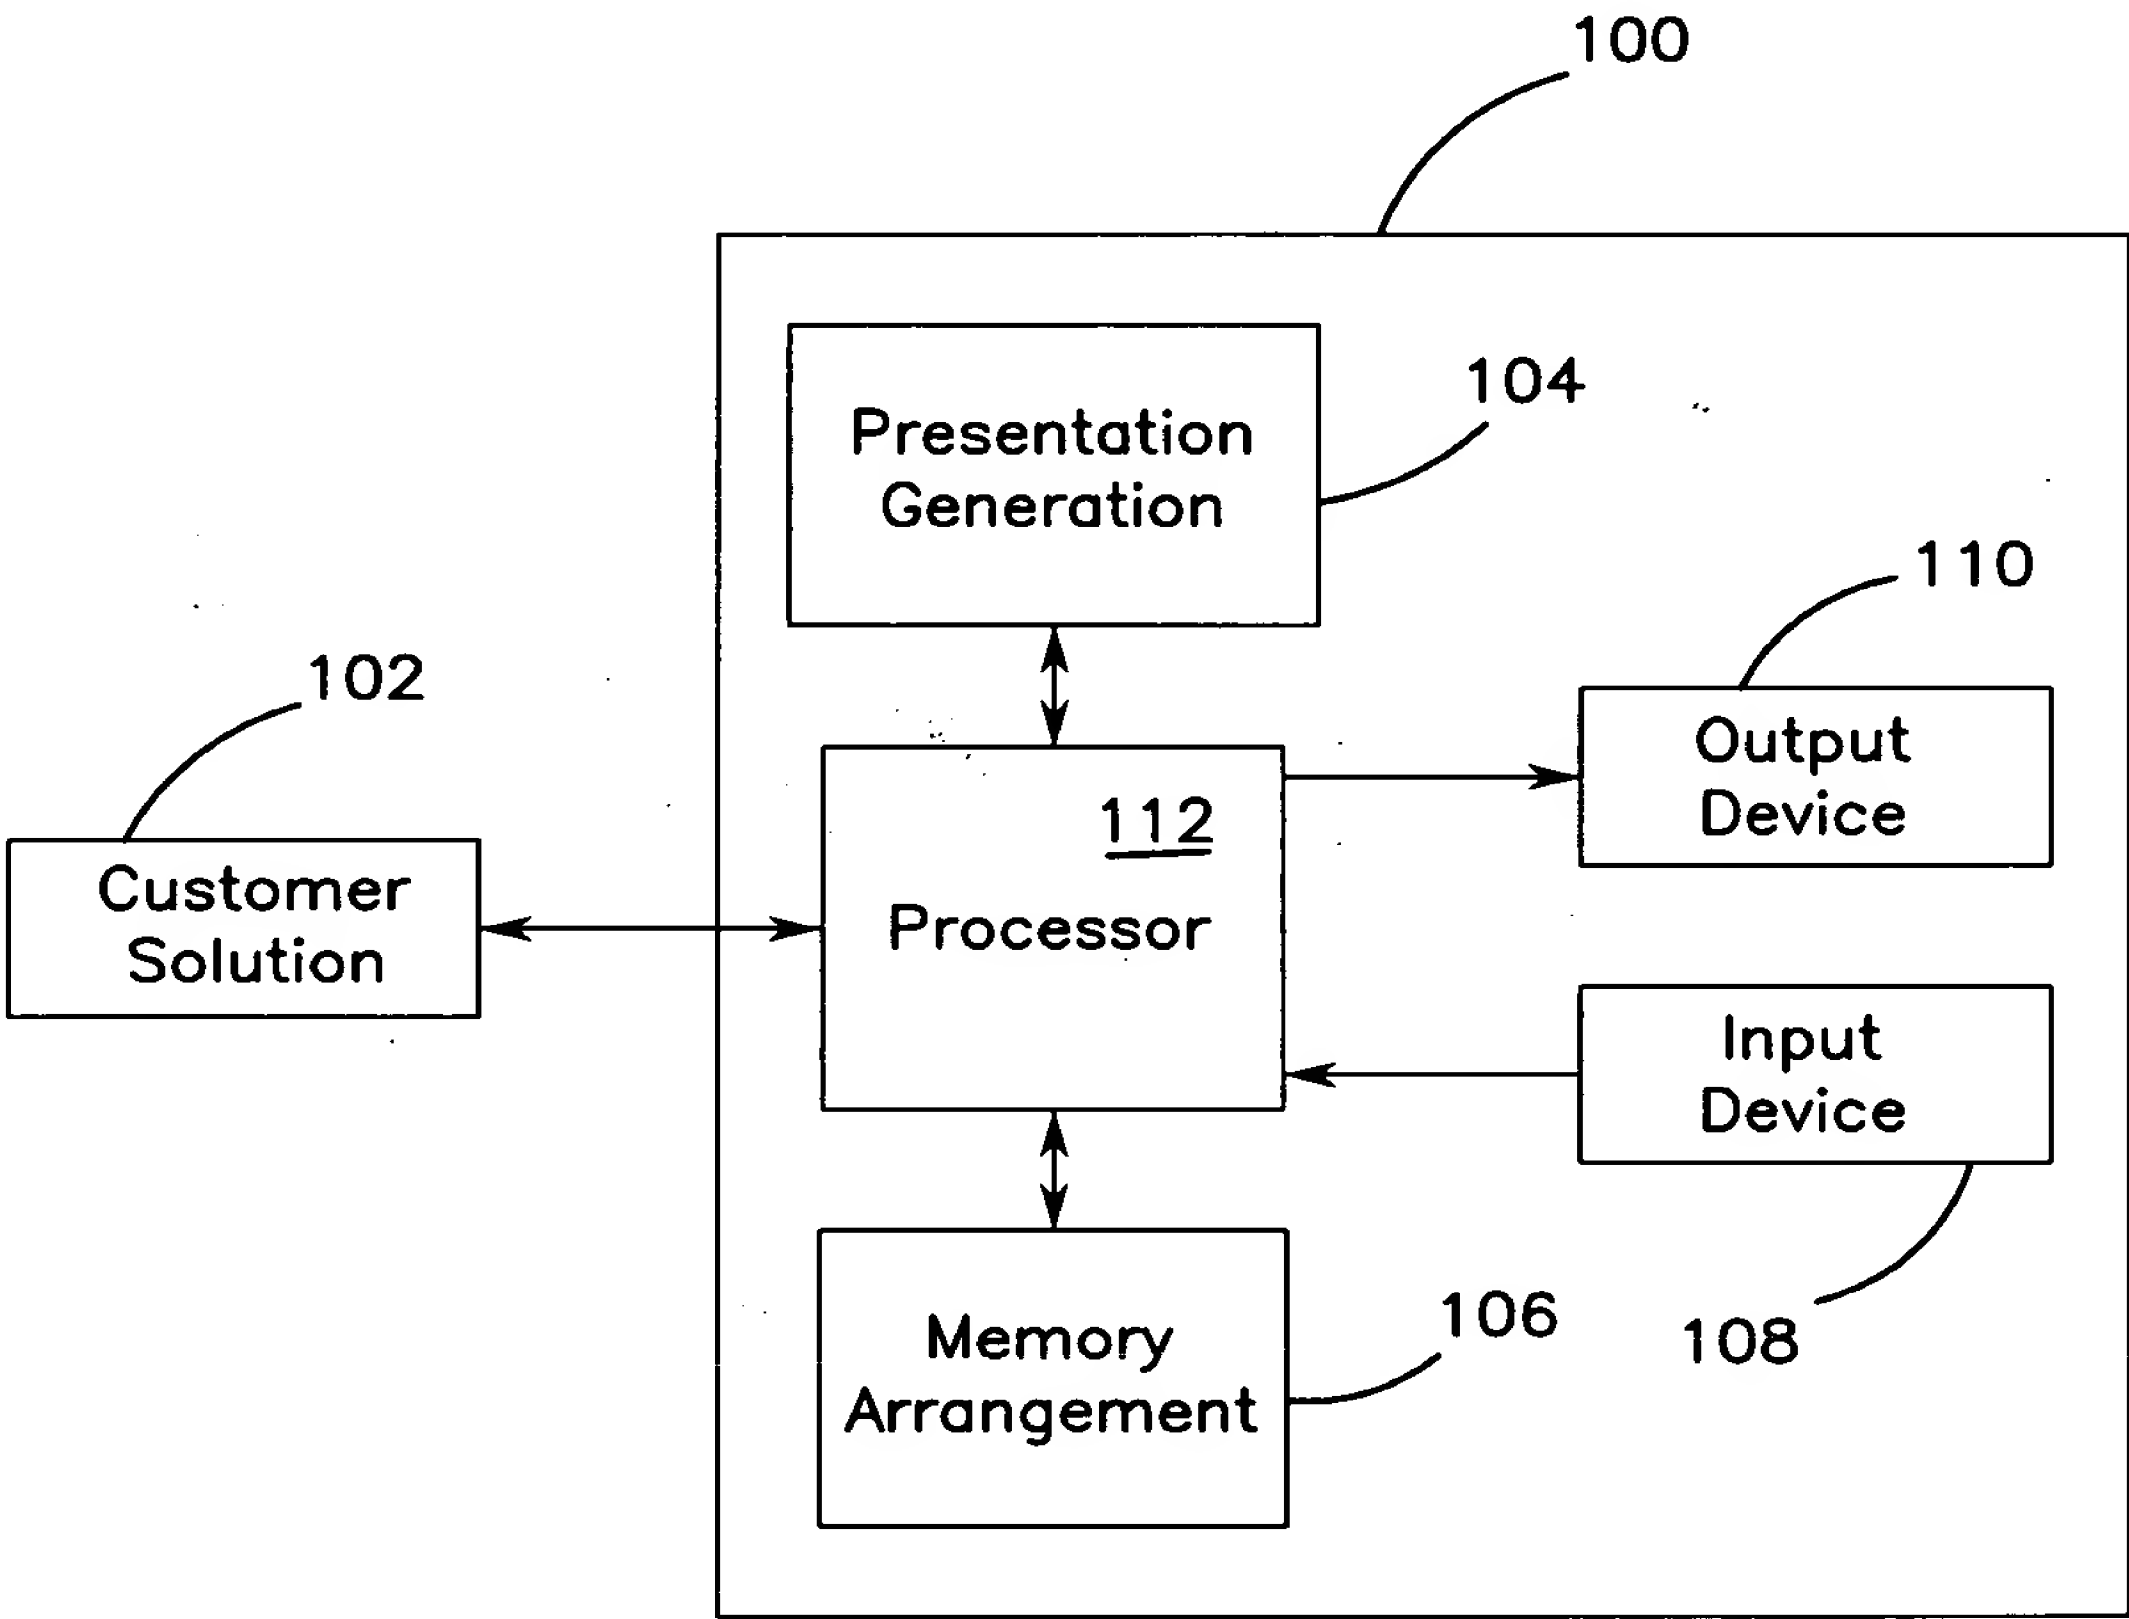 100
Presentation
Generation
104
110
102
Output
Device
112
Customer
Solution
Processor
Input
Device
106
108
Memory
Arrangement